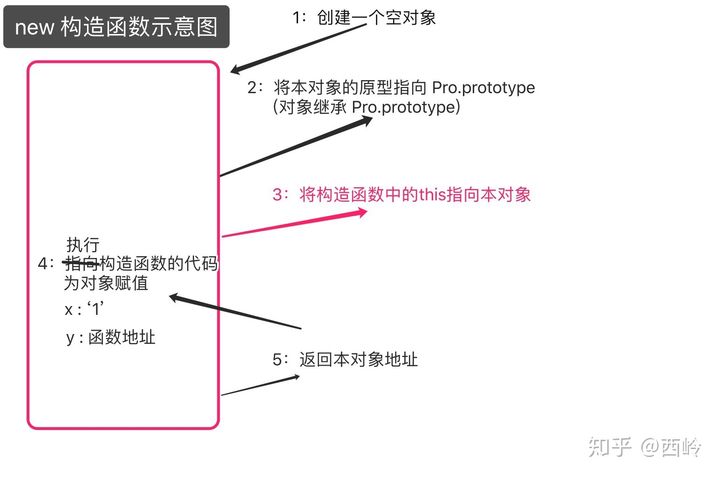 new 构造函数示意图
1：创建一个空对象
2：将本对象的原型指向 Pro.prototype
（对象继承 Pro.prototype）
3：将构造函数中的this指向本对象
执行
4：指向构造函数的代码
为对象赋值
x : ‘1’
y : 函数地址
5：返回本对象地址
知乎 @西岭